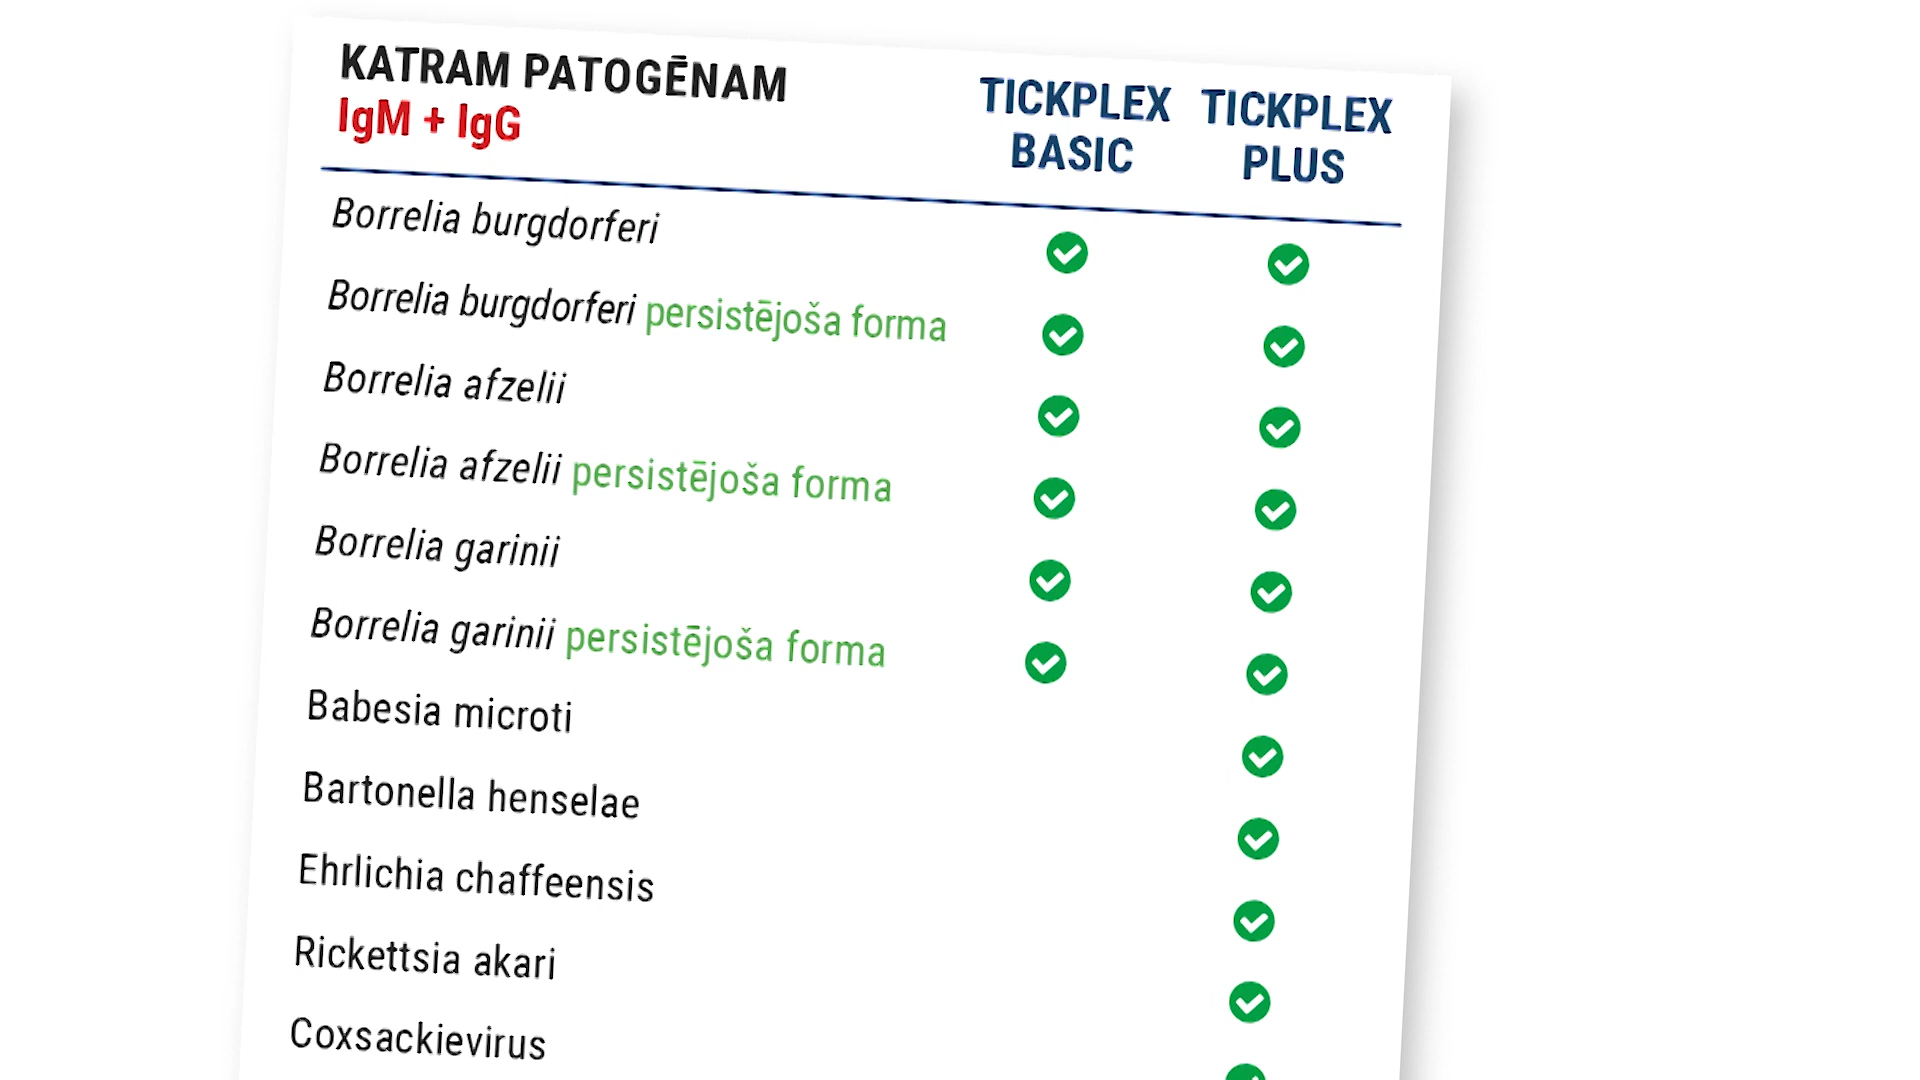 KATRAM PATOGĒNAM
IgM + IgG
TICKPLEX BASIC
TICKPLEX PLUS
Borrelia burgdorferi
Borrelia burgdorferi persistējoša forma
Borrelia afzelii
Borrelia afzelii persistējoša forma
Borrelia garinii
Borrelia garinii persistējoša forma
Babesia microti
Bartonella henselae
Ehrlichia chaffeensis
Rickettsia akari
Coxsackievirus